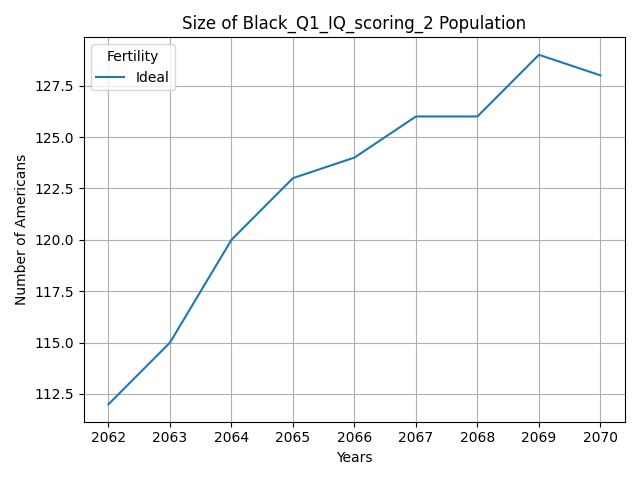 Size of Black_Q1_IQ_scoring_2 Population
Fertility
Ideal
Number of Americans
127.5
125.0
122.5
120.0
117.5
115.0
112.5
2062 2063 2064 2065 2066 2067 2068 2069 2070
Years